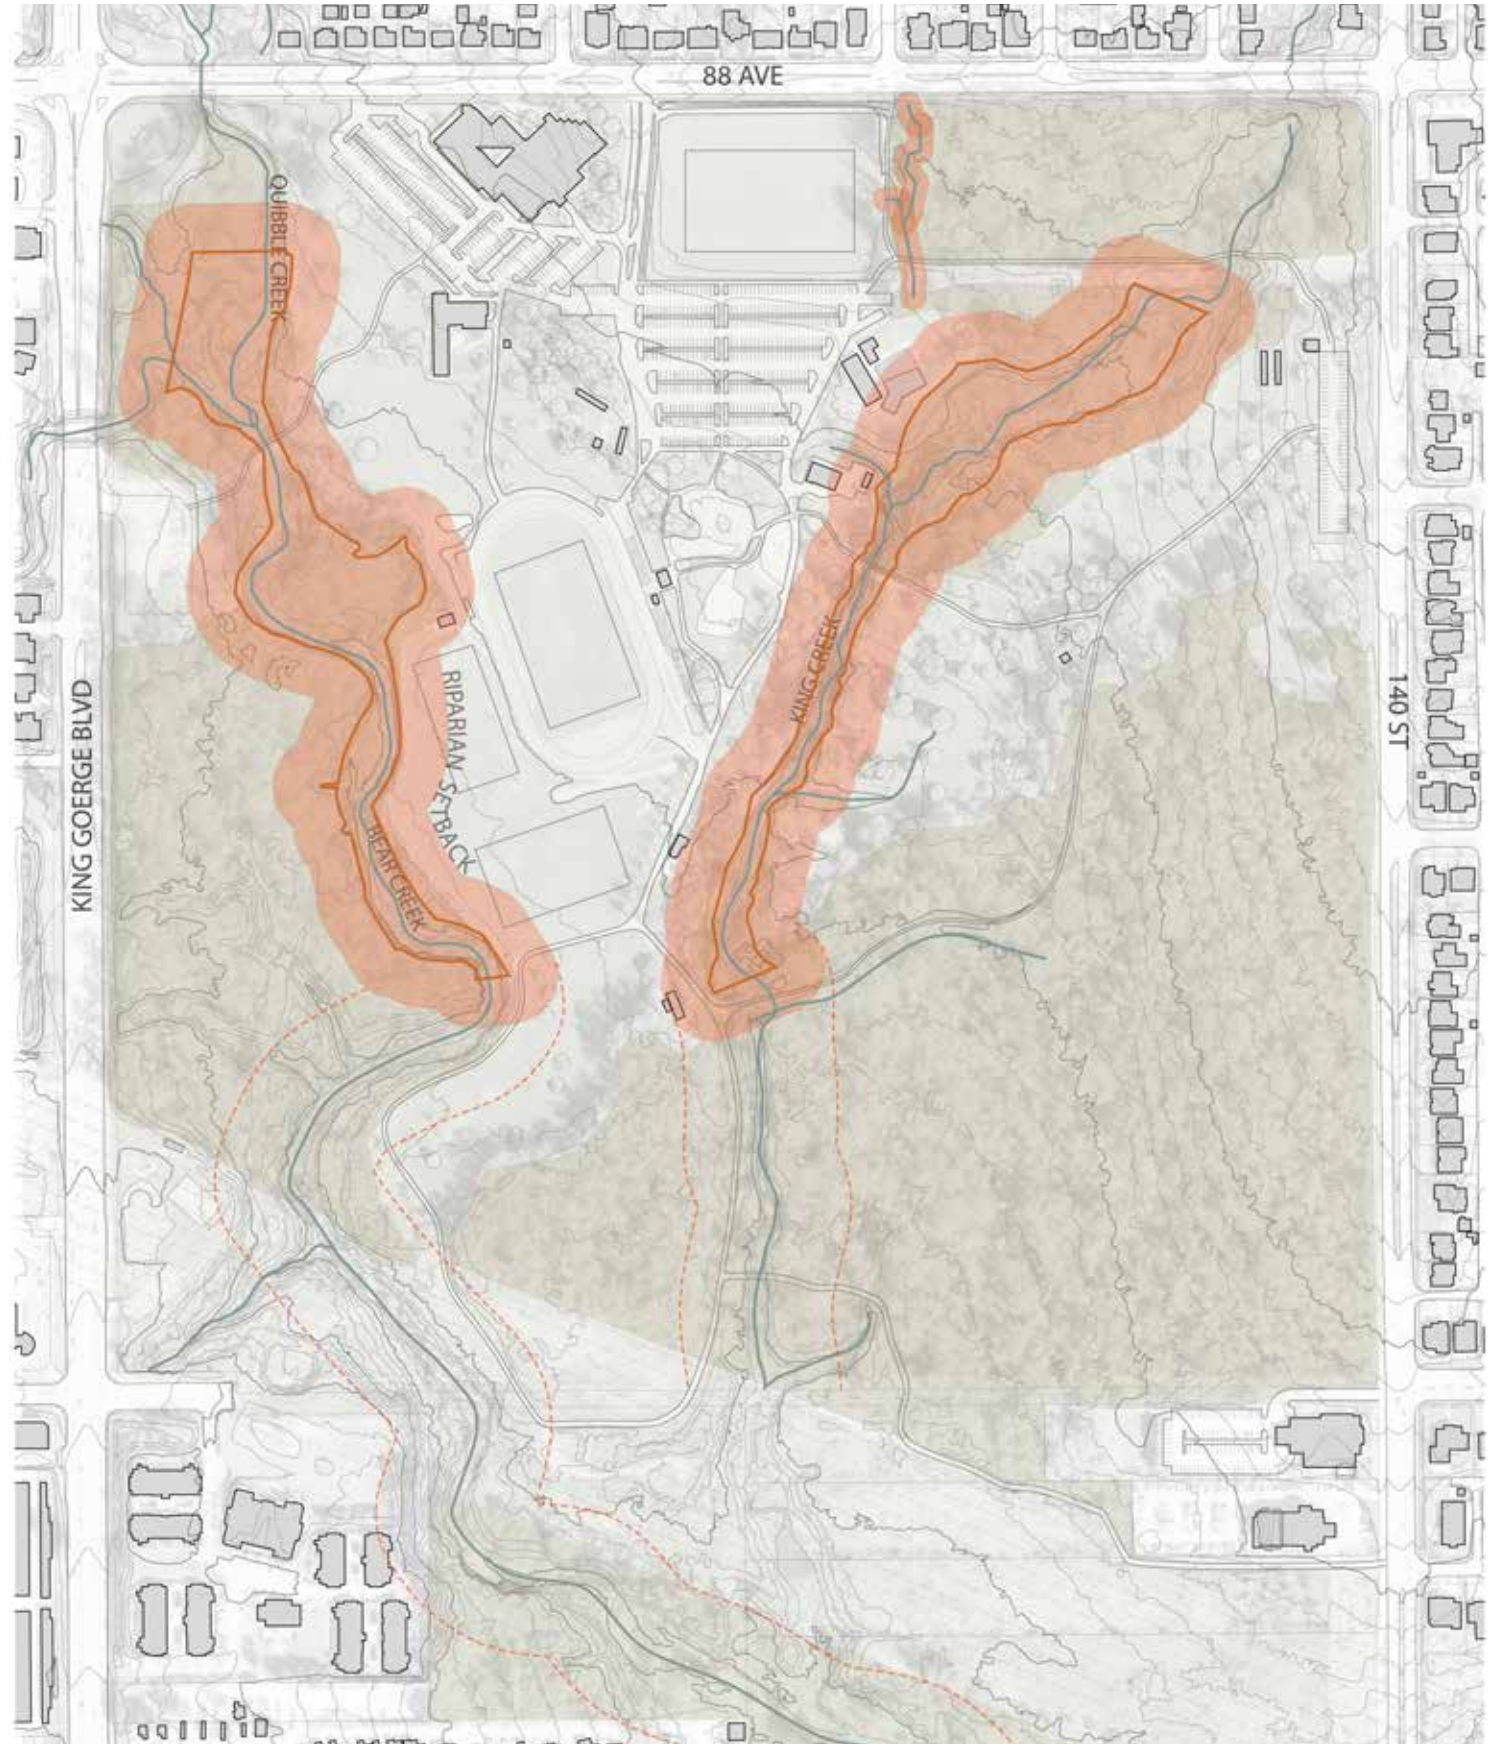 88 AVE
QUIBBLE CREEK
KING CREEK
RIPARIAN SETBACK
140 ST
KING GOERGE BLVD
BEAR CREEK